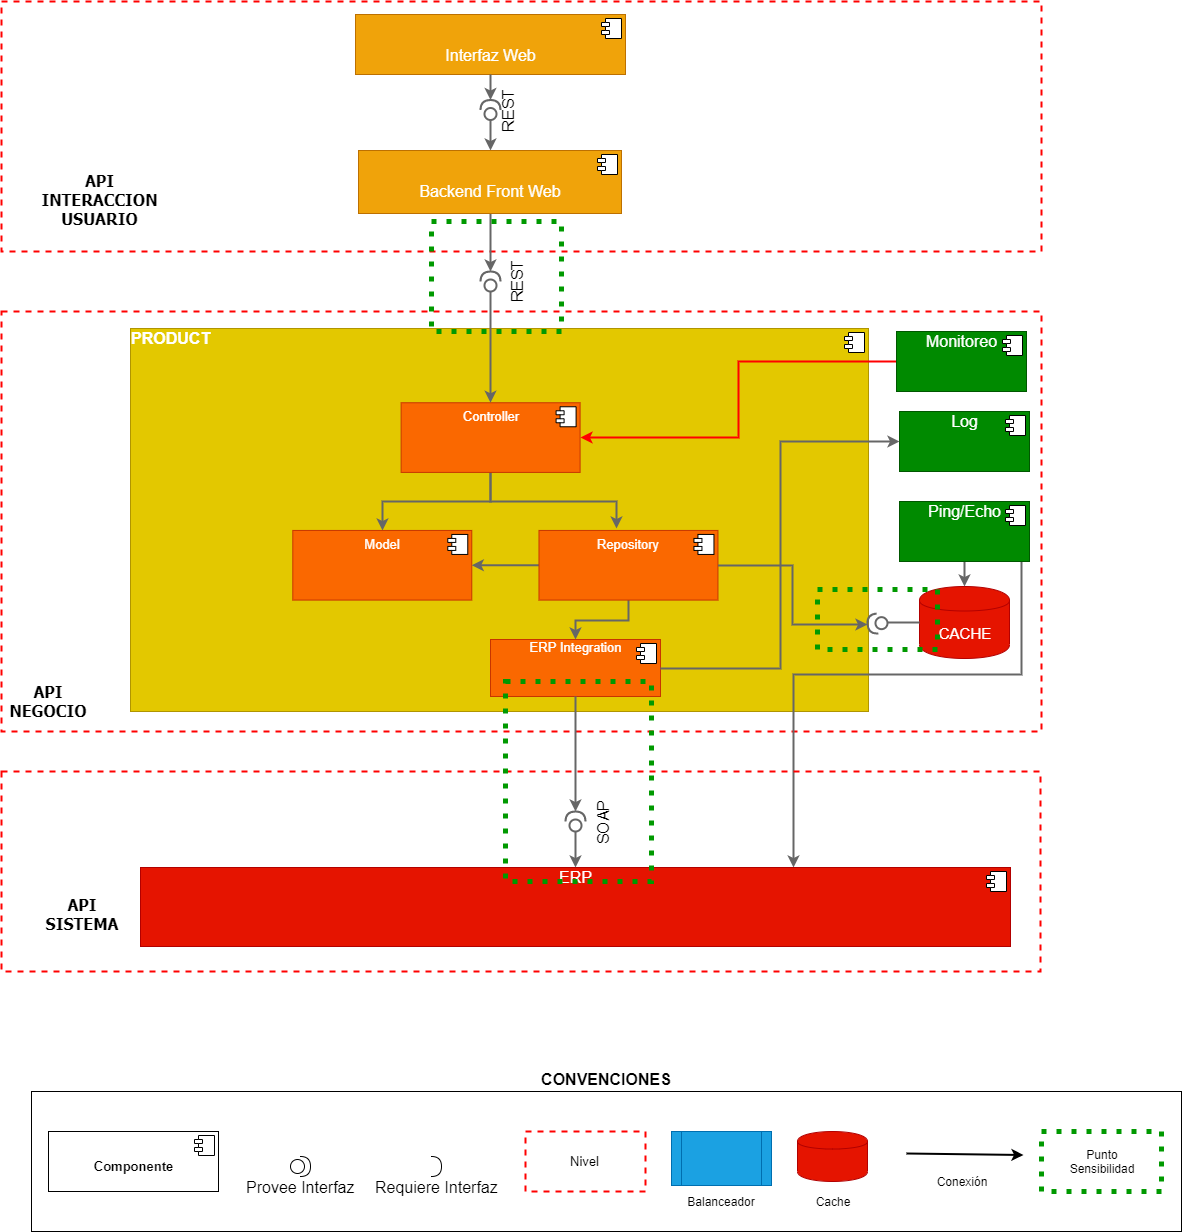 Interfaz Web
REST
Backend Front Web
API
INTERACCION
USUARIO
REST
PRODUCT
Monitoreo
Controller
Log
Ping/Echo
Model
Repository
CACHE
ERP Integration
API
NEGOCIO
SOAP
ERP
API
SISTEMA
CONVENCIONES
Componente
Provee Interfaz
Requiere Interfaz
Nivel
Balanceador
Cache
Conexión
Punto
Sensibilidad